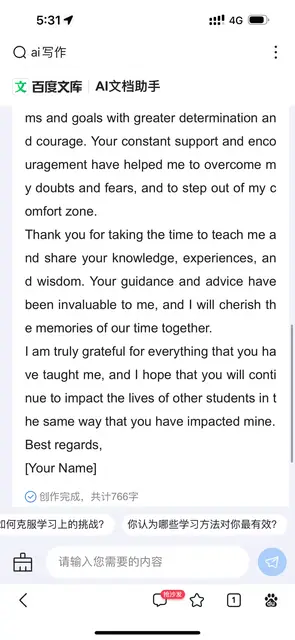 5:31
4G
ai写作
百度文库
AI文档助手
ms and goals with greater determination an
d courage. Your constant support and enco
uragement have helped me to overcome m
y doubts and fears, and to step out of my c
omfort zone.
Thank you for taking the time to teach me a
nd share your knowledge, experiences, an
d wisdom. Your guidance and advice have
been invaluable to me, and I will cherish th
e memories of our time together.
I am truly grateful for everything that you ha
ve taught me, and I hope that you will conti
nue to impact the lives of other students in t
he same way that you have impacted mine.
Best regards,
[Your Name]
创作完成，共计766字
如何克服学习上的挑战?
你认为哪些学习方法对你最有效?
请输入您需要的内容
抢沙发
1